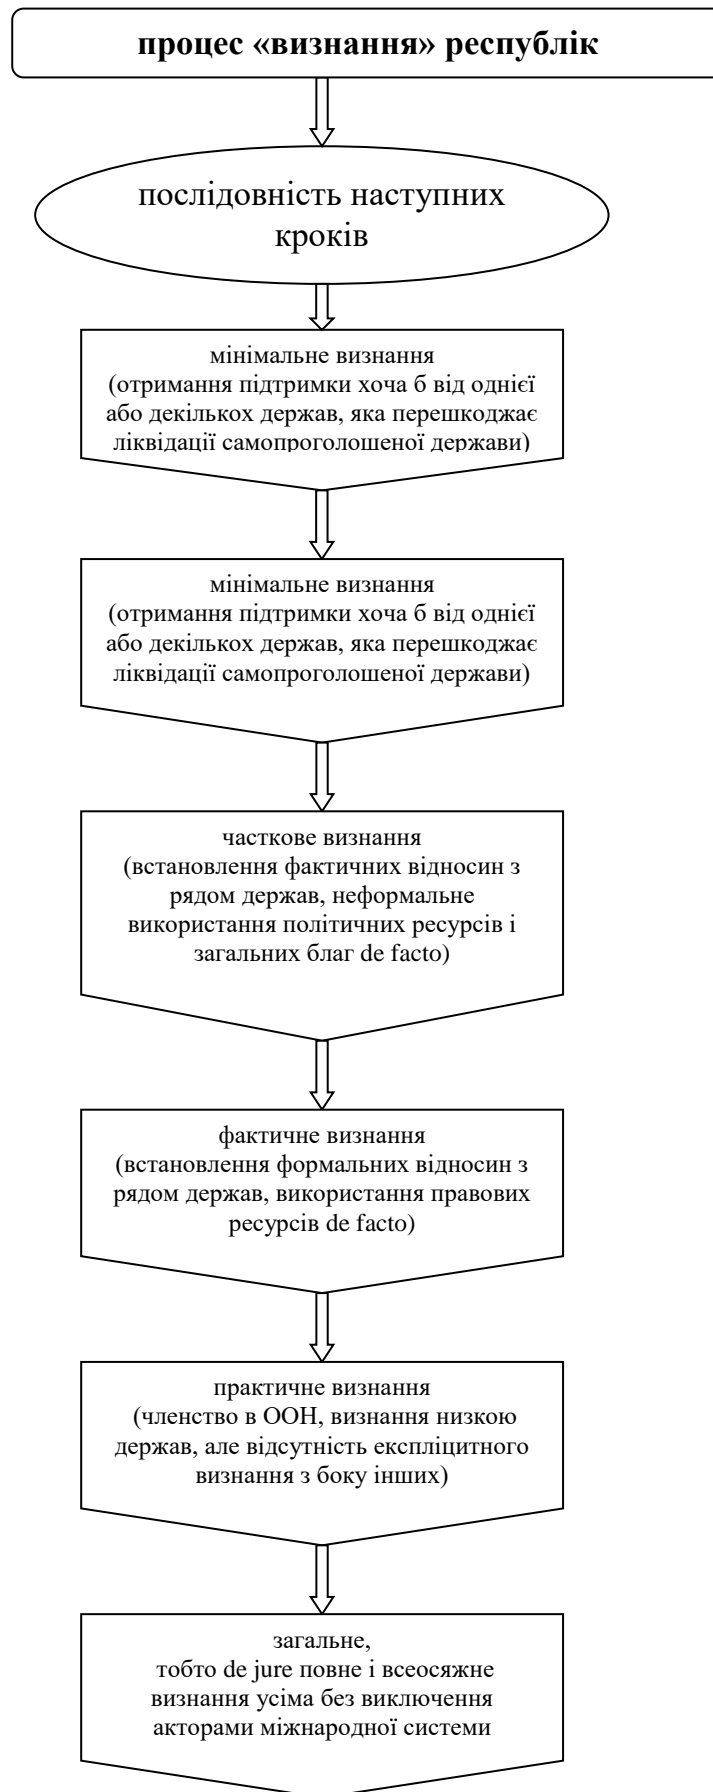 процес «визнання» республік
послідовність наступних
кроків
мінімальне визнання
(отримання підтримки хоча б від однієї
або декількох держав, яка перешкоджає
ліквідації самопроголошеної держави)
мінімальне визнання
(отримання підтримки хоча б від однієї
або декількох держав, яка перешкоджає
ліквідації самопроголошеної держави)
часткове визнання
(встановлення фактичних відносин з
рядом держав, неформальне
використання політичних ресурсів і
загальних благ de facto)
фактичне визнання
(встановлення формальних відносин з
рядом держав, використання правових
ресурсів de facto)
практичне визнання
(членство в ООН, визнання низкою
держав, але відсутність експліцитного
визнання з боку інших)
загальне,
тобто de jure повне і всеосяжне
визнання усіма без виключення
акторами міжнародної системи